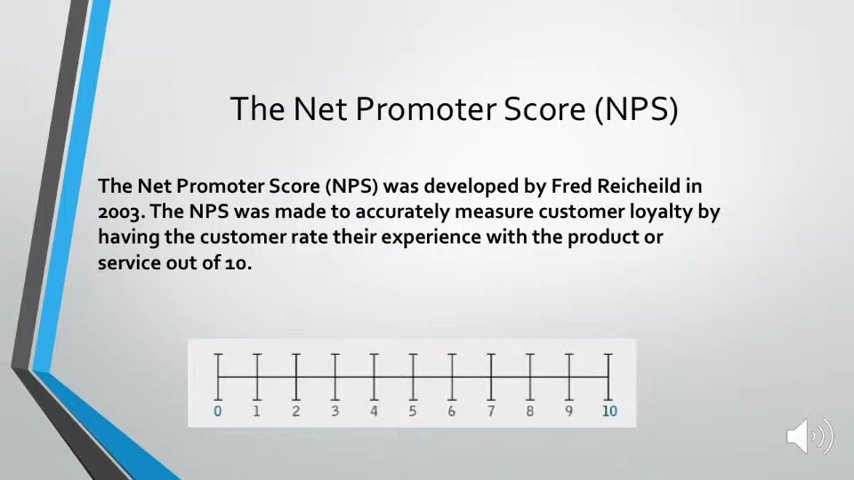 The Net Promoter Score (NPS)
The Net Promoter Score (NPS) was developed by Fred Reicheild in
2003. The NPS was made to accurately measure customer loyalty by
having the customer rate their experience with the product or
service out of 10.
0 1 2 3 4 5 6 7 8 9 10